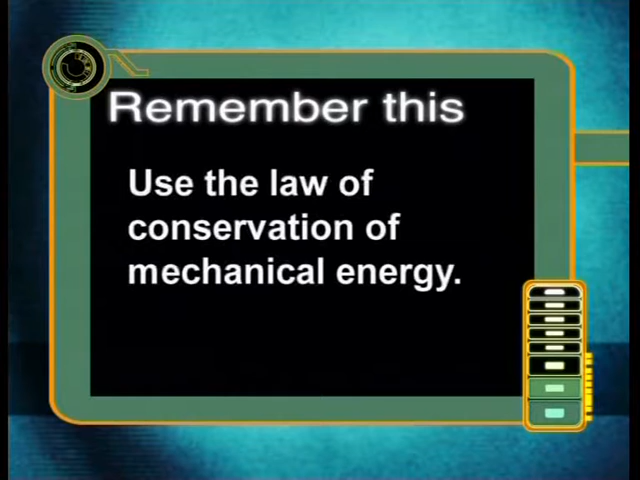 Remember this
Use the law of
conservation of
mechanical energy.